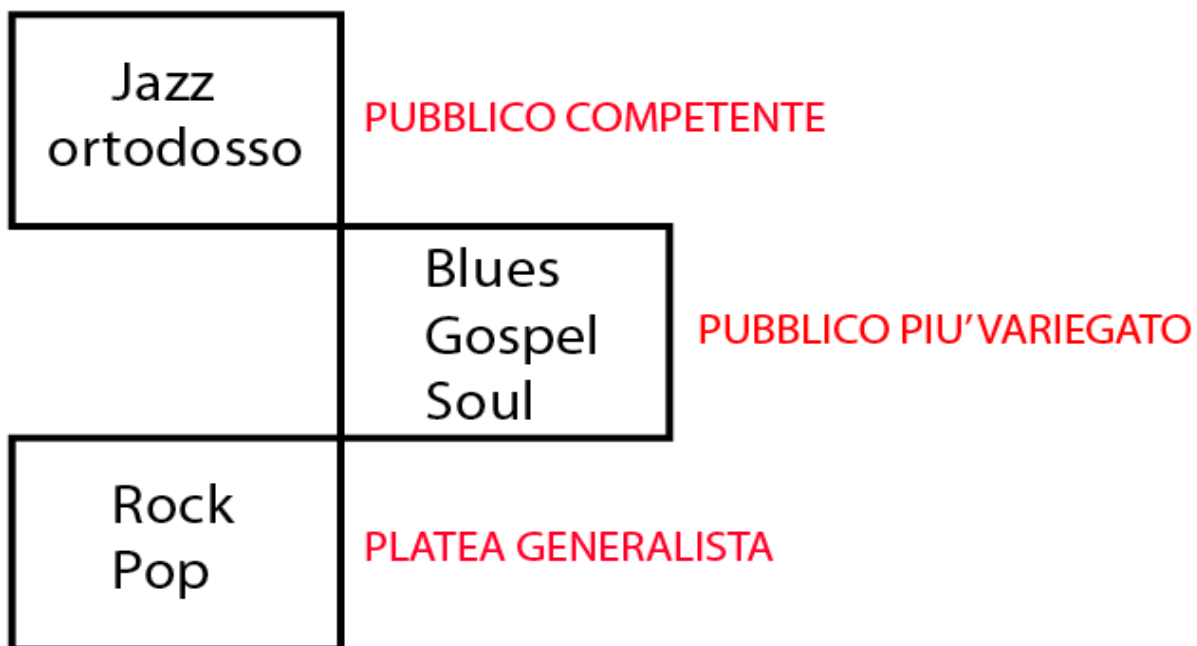 Jazz
ortodosso
PUBBLICO COMPETENTE
Blues
Gospel
Soul
PUBBLICO PIU' VARIEGATO
Rock
Pop
PLATEA GENERALISTA